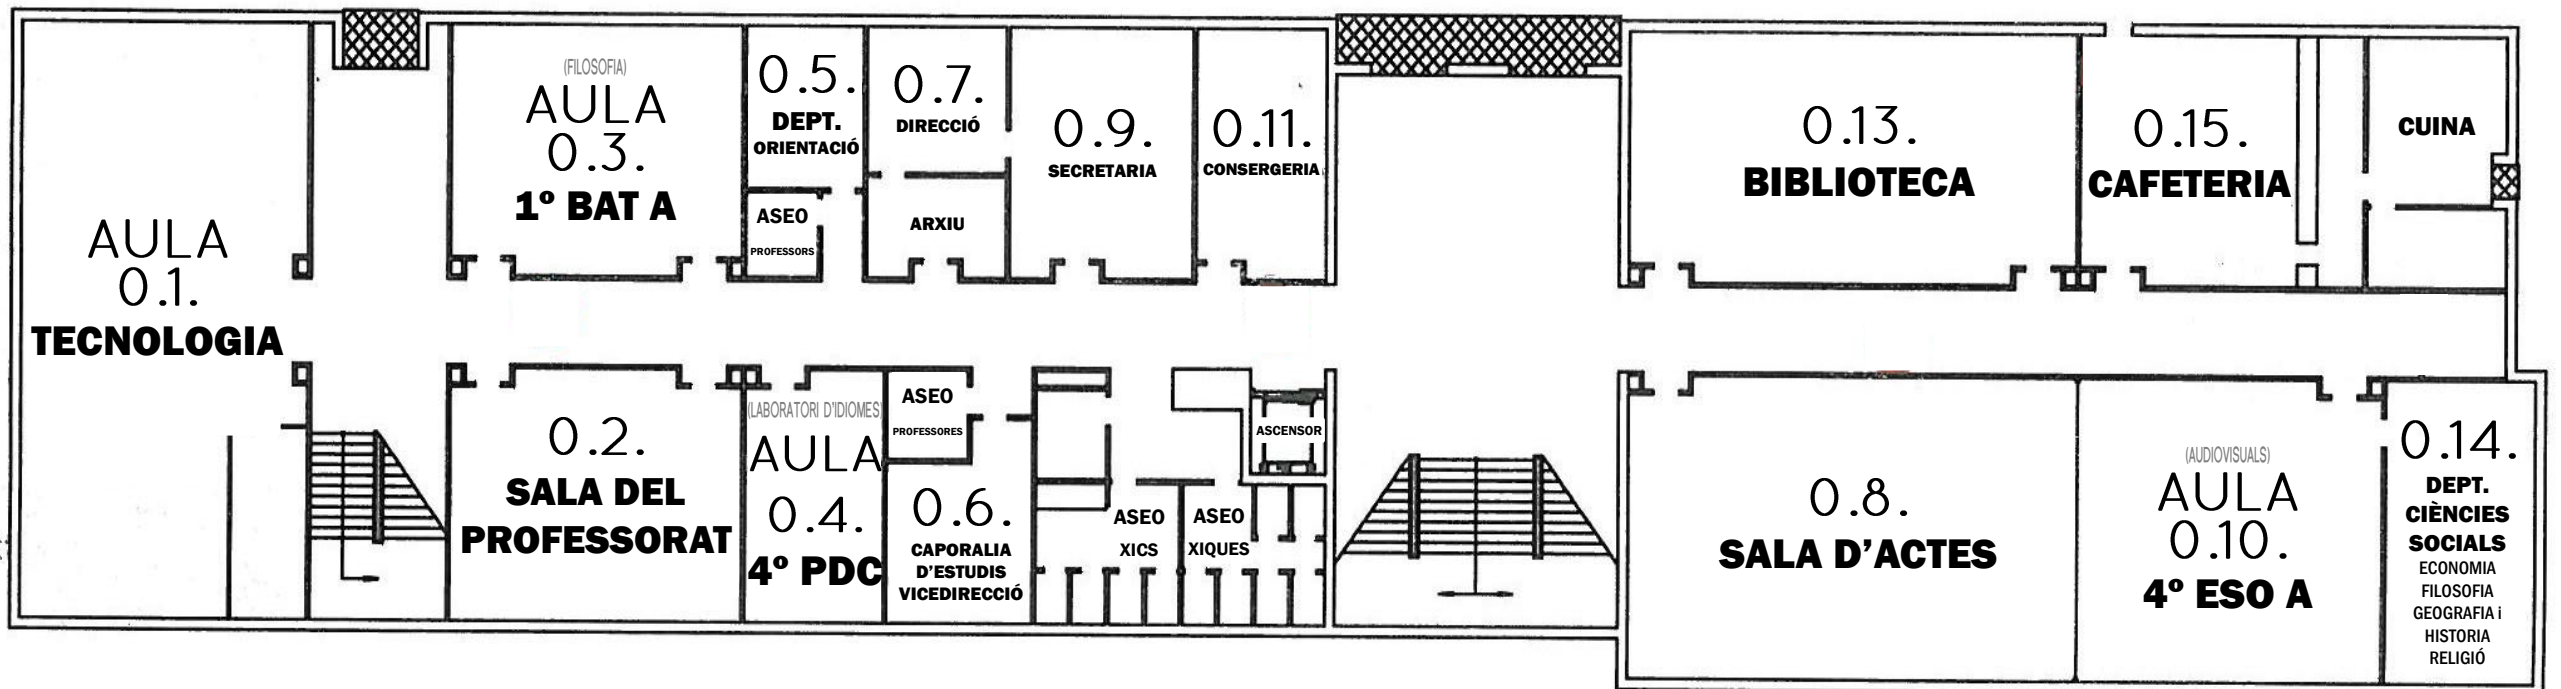 AULA
0.1.
TECNOLOGIA
(FILOSOFIA)
AULA
0.3.
1º BAT A
0.5.
DEPT.
ORIENTACIÓ
ASEO
PROFESSORS
0.7.
DIRECCIÓ
ARXIU
0.9.
SECRETARIA
0.11.
CONSERGERIA
0.13.
BIBLIOTECA
0.15.
CAFETERIA
CUINA
0.2.
SALA DEL
PROFESSORAT
(LABORATORI D'IDIOMES)
AULA
0.4.
4º PDC
ASEO
PROFESSORES
0.6.
CAPORALIA
D'ESTUDIS
VICEDIRECCIÓ
ASEO
XICS
ASEO
XIQUES
ASCENSOR
0.8.
SALA D’ACTES
(AUDIOVISUALS)
AULA
0.10.
4º ESO A
0.14.
DEPT.
CIÈNCIES
SOCIALS
ECONOMIA
FILOSOFIA
GEOGRAFIA i
HISTORIA
RELIGIÓ